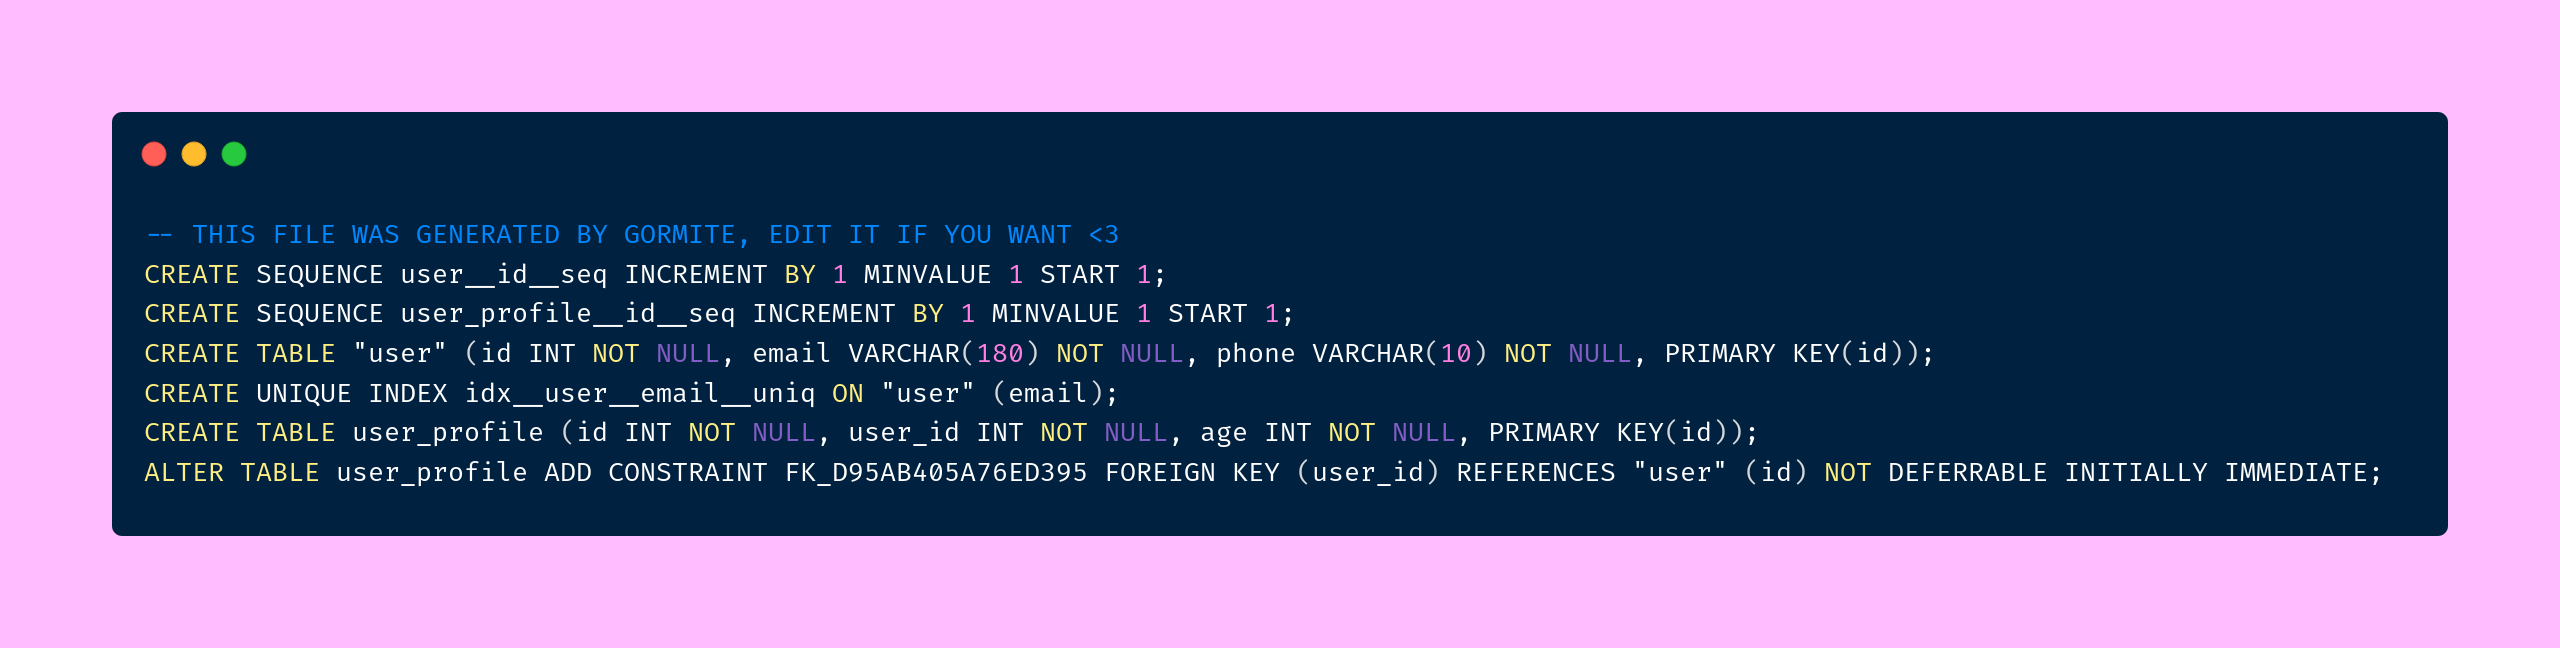 -- THIS FILE WAS GENERATED BY GORMITE, EDIT IT IF YOU WANT <3
CREATE SEQUENCE user__id__seq INCREMENT BY 1 MINVALUE 1 START 1;
CREATE SEQUENCE user_profile__id__seq INCREMENT BY 1 MINVALUE 1 START 1;
CREATE TABLE "user" (id INT NOT NULL, email VARCHAR(180) NOT NULL, phone VARCHAR(10) NOT NULL, PRIMARY KEY(id));
CREATE UNIQUE INDEX idx__user__email__uniq ON "user" (email);
CREATE TABLE user_profile (id INT NOT NULL, user_id INT NOT NULL, age INT NOT NULL, PRIMARY KEY(id));
ALTER TABLE user_profile ADD CONSTRAINT FK_D95AB405A76ED395 FOREIGN KEY (user_id) REFERENCES "user" (id) NOT DEFERRABLE INITIALLY IMMEDIATE;